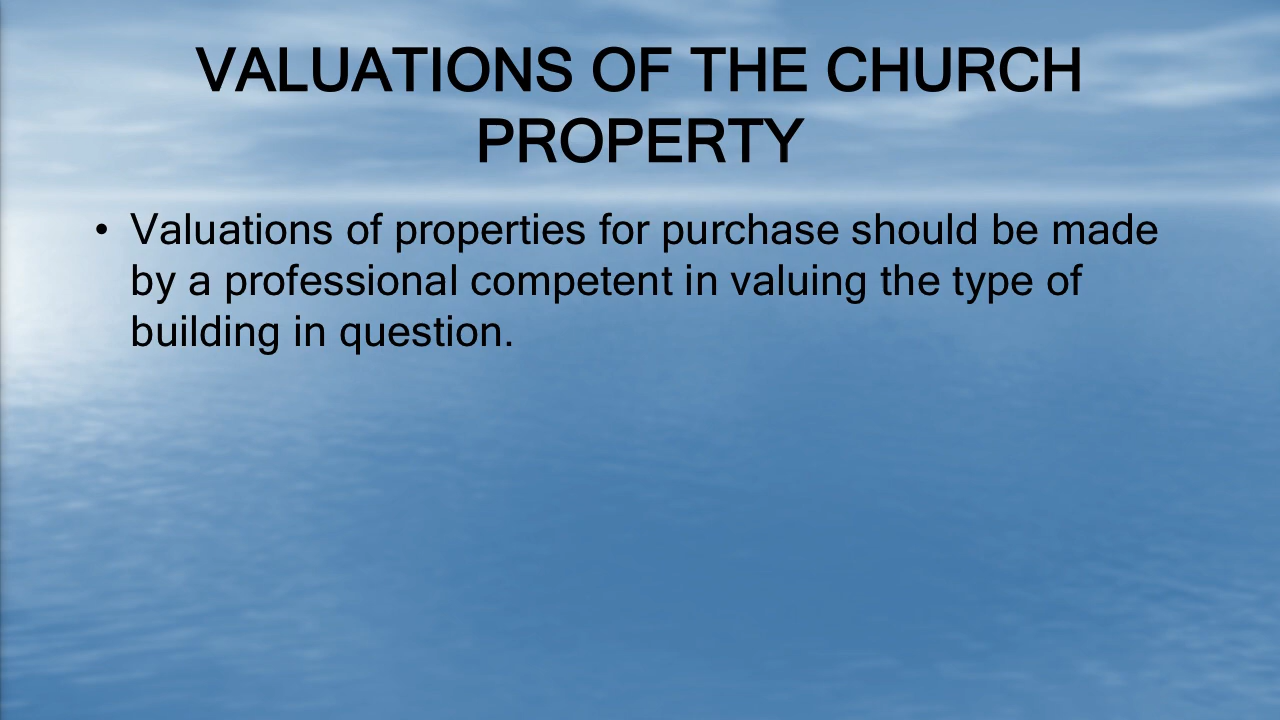 VALUATIONS OF THE CHURCH
PROPERTY
• Valuations of properties for purchase should be made
by a professional competent in valuing the type of
building in question.